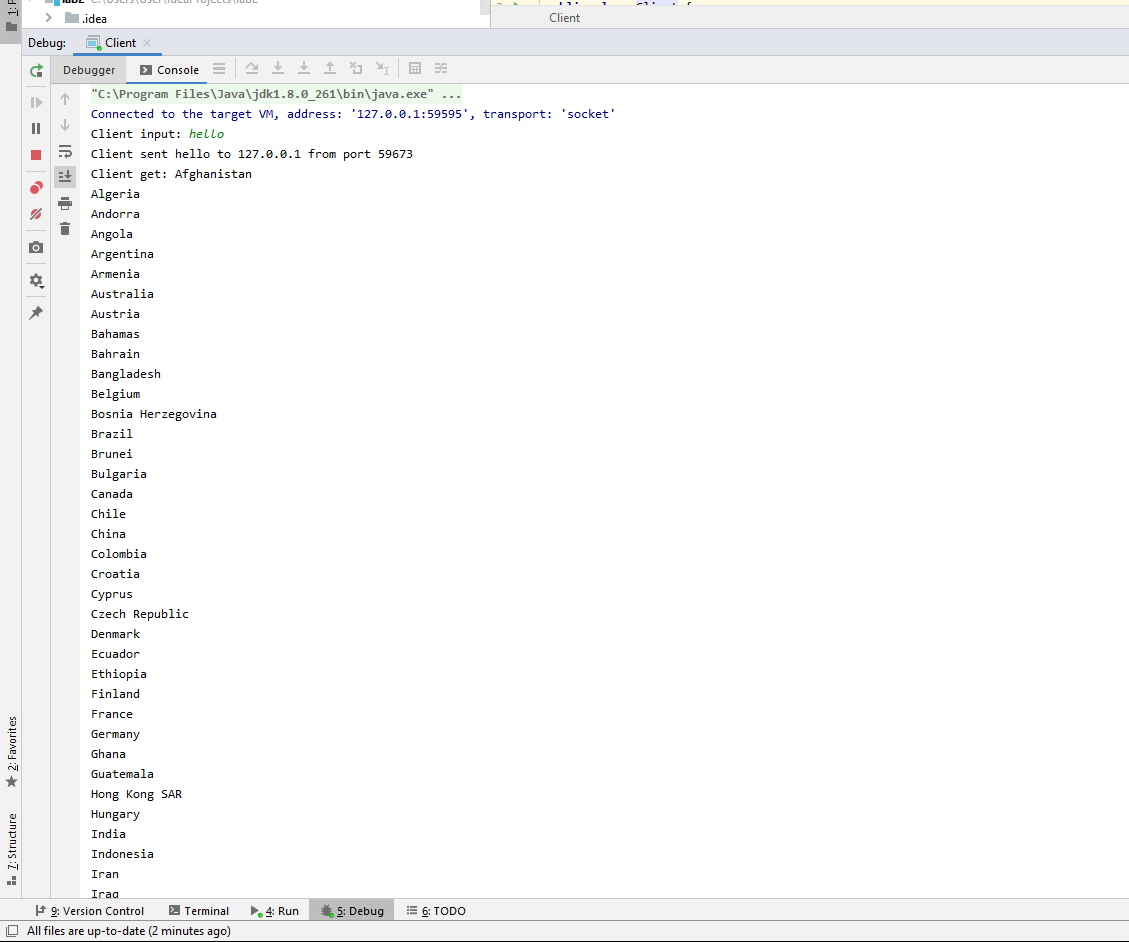 .idea
Client
Debug:
Client
Debugger
Console
"C:\Program Files\Java\jdk1.8.0_261\bin\java.exe" ...
Connected to the target VM, address: '127.0.0.1:59595', transport: 'socket'
Client input: hello
Client sent hello to 127.0.0.1 from port 59673
Client get: Afghanistan
Algeria
Andorra
Angola
Argentina
Armenia
Australia
Austria
Bahamas
Bahrain
Bangladesh
Belgium
Bosnia Herzegovina
Brazil
Brunei
Bulgaria
Canada
Chile
China
Colombia
Croatia
Cyprus
Czech Republic
Denmark
Ecuador
Ethiopia
Finland
France
Germany
Ghana
Guatemala
Hong Kong SAR
Hungary
India
Indonesia
Iran
Iraq
2: Favorites
7: Structure
9: Version Control
Terminal
4: Run
5: Debug
6: TODO
All files are up-to-date (2 minutes ago)